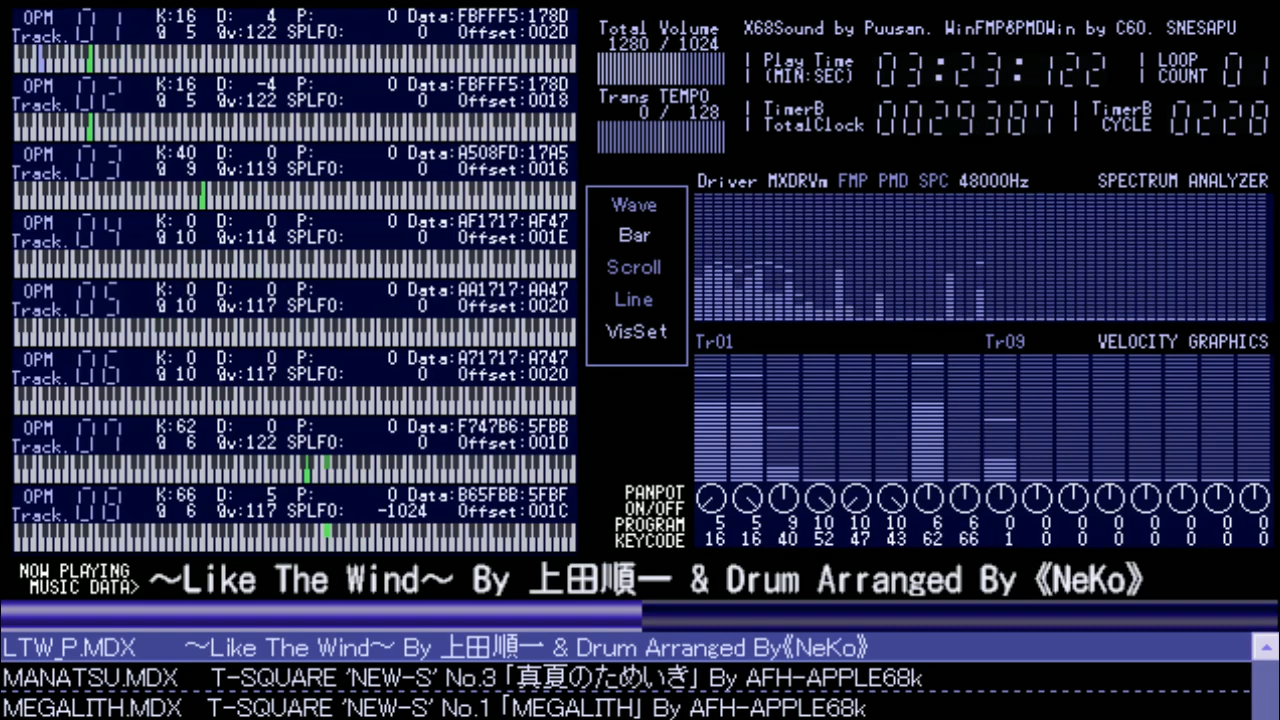 OPM Track. 01 K:16 D: 4 P: 0 Data:FBFFF5:178D
@ 5 @v:122 SPLFO: 0 Offset:002D
OPM Track. 02 K:16 D: -4 P: 0 Data:FBFFF5:178D
@ 5 @v:122 SPLFO: 0 Offset:0018
OPM Track. 03 K:40 D: 0 P: 0 Data:A508FD:17A5
@ 9 @v:119 SPLFO: 0 Offset:0016
OPM Track. 04 K: 0 D: 0 P: 0 Data:AF1717:AF47
@ 10 @v:114 SPLFO: 0 Offset:001E
OPM Track. 05 K: 0 D: 0 P: 0 Data:AA1717:AA47
@ 10 @v:117 SPLFO: 0 Offset:0020
OPM Track. 06 K: 0 D: 0 P: 0 Data:A71717:A747
@ 10 @v:117 SPLFO: 0 Offset:0020
OPM Track. 07 K:62 D: 0 P: 0 Data:F747B6:5FBB
@ 6 @v:122 SPLFO: 0 Offset:001D
OPM Track. 08 K:66 D: 5 P: 0 Data:B65FBB:5FBF
@ 6 @v:117 SPLFO: -1024 Offset:001C
Total Volume
1280 / 1024
Trans TEMPO
0 / 128
X68Sound by Puusan. WinFMP&PMDWin by C60. SNESAPU
Play Time (MIN:SEC) 03:23:122 LOOP COUNT 01
TimerB TotalClock 0029387 TimerB CYCLE 0228
Wave
Bar
Scroll
Line
VisSet
Driver MXDRVm FMP PMD SPC 48000Hz SPECTRUM ANALYZER
Tr01 Tr09 VELOCITY GRAPHICS
PANPOT
ON/OFF 5 5 9 10 10 10 6 6 0 0 0 0 0 0 0 0
PROGRAM
KEYCODE 16 16 40 52 47 43 62 66 1 0 0 0 0 0 0 0
NOW PLAYING
MUSIC DATA> ～Like The Wind～ By 上田順一 & Drum Arranged By《NeKo》
LTW_P.MDX ～Like The Wind～ By 上田順一 & Drum Arranged By《NeKo》
MANATSU.MDX T-SQUARE 'NEW-S' No.3「真夏のためいき」By AFH-APPLE68k
MEGALITH.MDX T-SQUARE 'NEW-S' No.1「MEGALITH」By AFH-APPLE68k